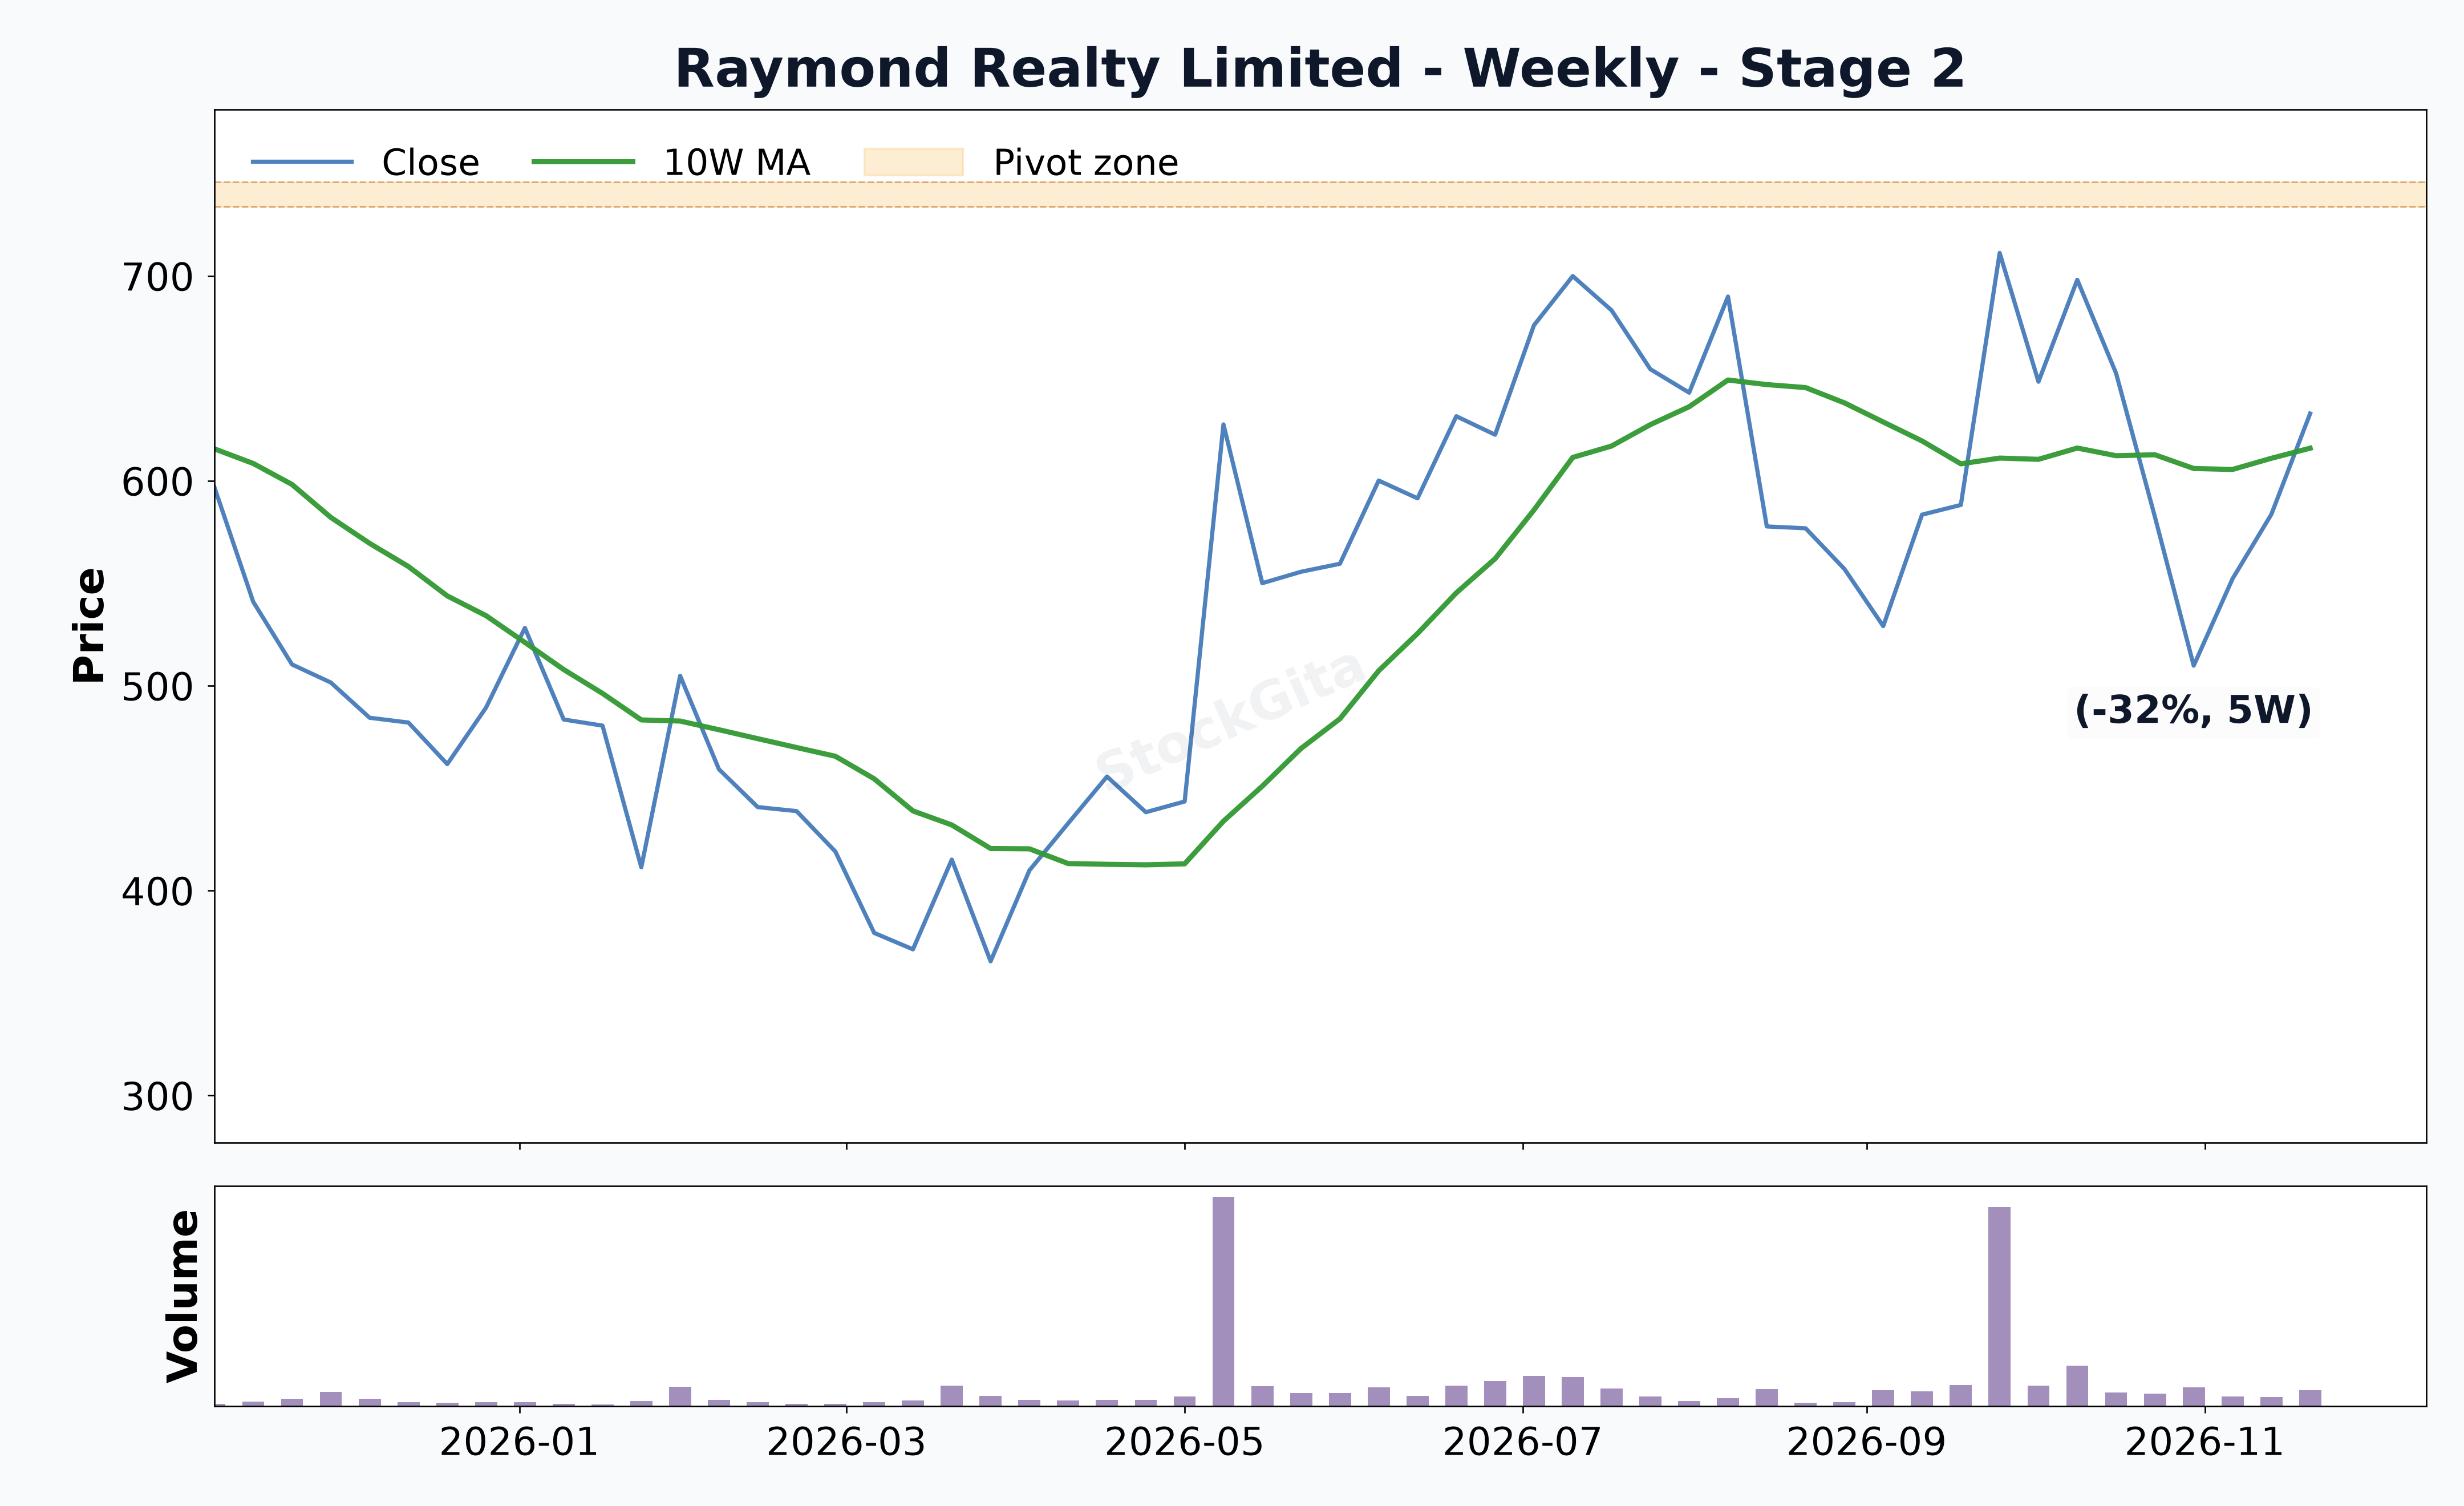 Raymond Realty Limited - Weekly - Stage 2
Close
10W MA
Pivot zone
700
600
500
400
300
Price
StockGita
(-32%, 5W)
Volume
2026-01
2026-03
2026-05
2026-07
2026-09
2026-11